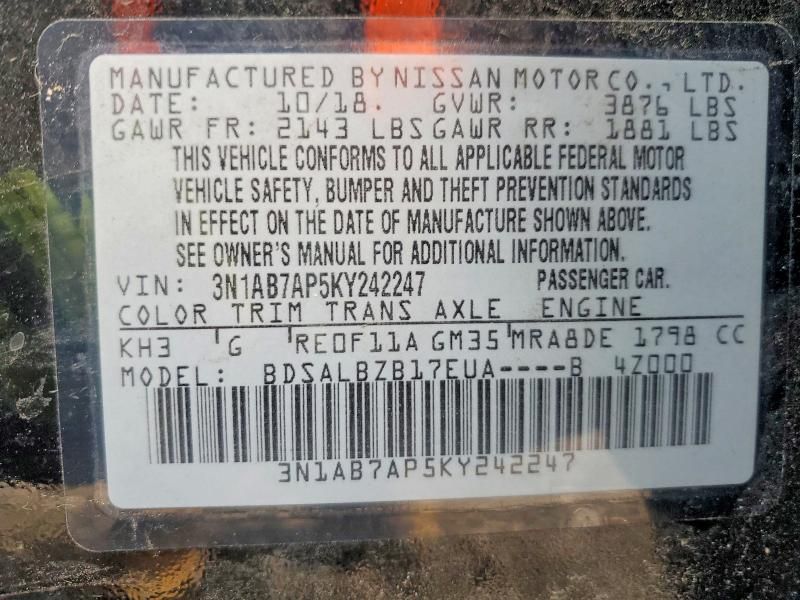 MANUFACTURED BY NISSAN MOTOR CO., LTD.
DATE: 10/18. GVWR: 3876 LBS
GAWR FR: 2143 LBS GAWR RR: 1881 LBS
THIS VEHICLE CONFORMS TO ALL APPLICABLE FEDERAL MOTOR
VEHICLE SAFETY, BUMPER AND THEFT PREVENTION STANDARDS
IN EFFECT ON THE DATE OF MANUFACTURE SHOWN ABOVE.
SEE OWNER'S MANUAL FOR ADDITIONAL INFORMATION.
VIN: 3N1AB7AP5KY242247 PASSENGER CAR.
COLOR TRIM TRANS AXLE ENGINE
KH3 G RE0F11A GM35 MRA8DE 1798 CC
MODEL: BDSALBZB17EUA----B 4Z000
3N1AB7AP5KY242247